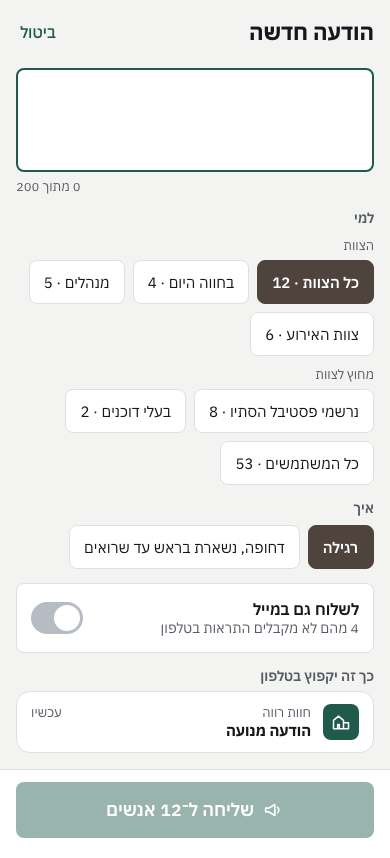 הודעה חדשה ביטול
0 מתוך 200
למי
הצוות
כל הצוות · 12 בחווה היום · 4 מנהלים · 5
צוות האירוע · 6
מחוץ לצוות
נרשמי פסטיבל הסתיו · 8 בעלי דוכנים · 2
כל המשתמשים · 53
איך
רגילה דחופה, נשארת בראש עד שרואים
לשלוח גם במייל
4 מהם לא מקבלים התראות בטלפון
כך זה יקפוץ בטלפון
חוות רווה עכשיו
הודעה מנועה
שליחה ל־12 אנשים